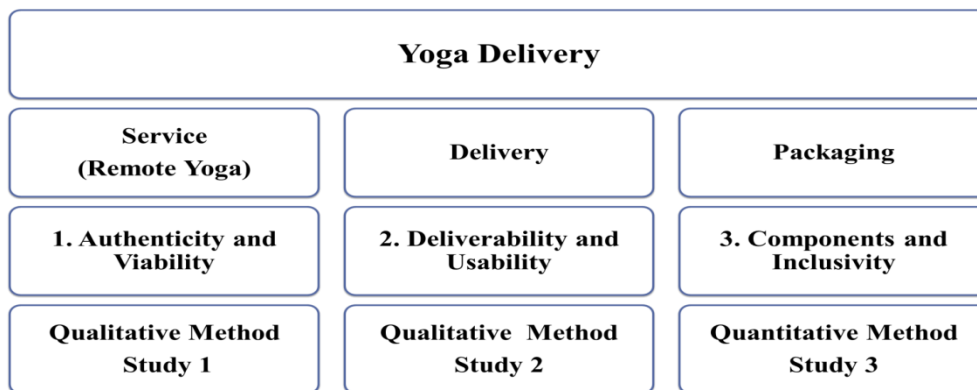 Yoga Delivery
Service
(Remote Yoga)
Delivery
Packaging
1. Authenticity and
Viability
2. Deliverability and
Usability
3. Components and
Inclusivity
Qualitative Method
Study 1
Qualitative Method
Study 2
Quantitative Method
Study 3